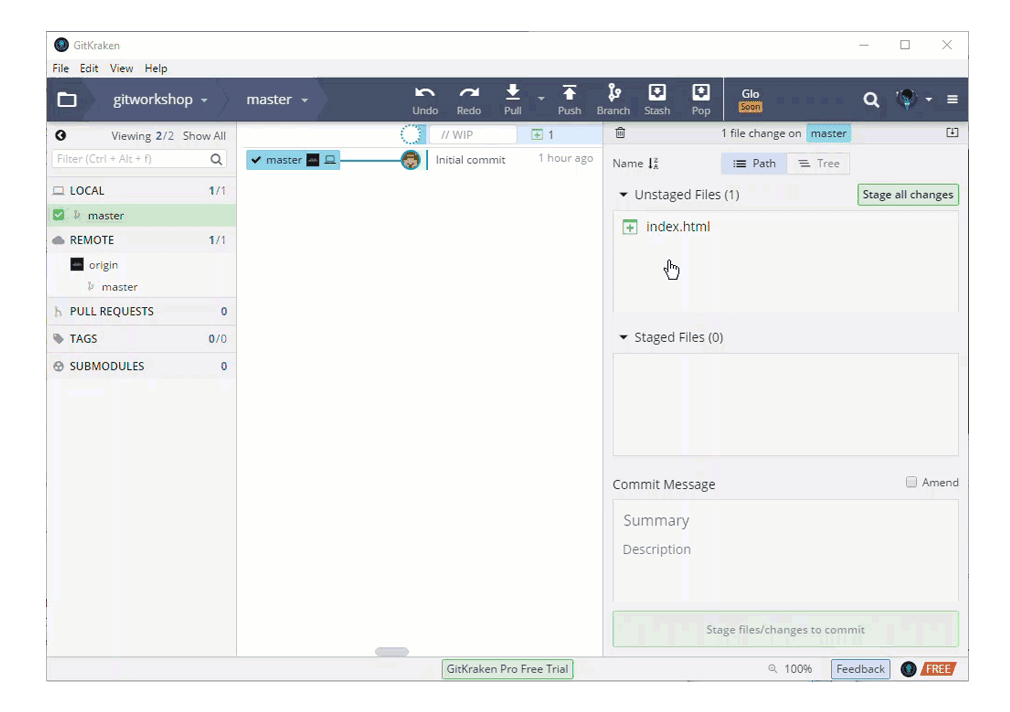 GitKraken
File Edit View Help
gitworkshop master Undo Redo Pull Push Branch Stash Pop Glo Soon
Viewing 2/2 Show All
Filter (Ctrl + Alt + f)
LOCAL 1/1
master
REMOTE 1/1
origin
master
PULL REQUESTS 0
TAGS 0/0
SUBMODULES 0
// WIP 1
master Initial commit 1 hour ago
1 file change on master
Name Path Tree
Unstaged Files (1) Stage all changes
index.html
Staged Files (0)
Commit Message Amend
Summary
Description
Stage files/changes to commit
GitKraken Pro Free Trial 100% Feedback FREE